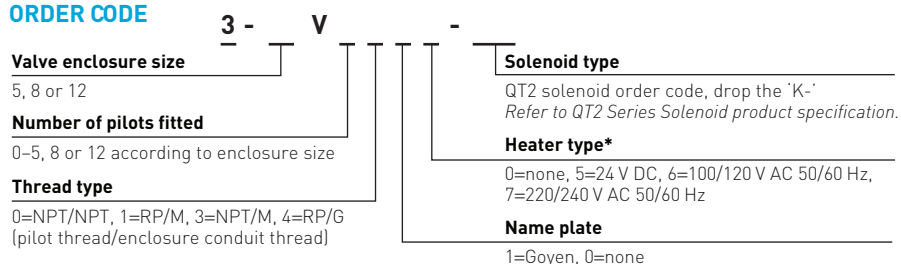 ORDER CODE
3 - _ V _ _ _ _ - _
Valve enclosure size
5, 8 or 12
Number of pilots fitted
0–5, 8 or 12 according to enclosure size
Thread type
0=NPT/NPT, 1=RP/M, 3=NPT/M, 4=RP/G
(pilot thread/enclosure conduit thread)
Solenoid type
QT2 solenoid order code, drop the 'K-'
Refer to QT2 Series Solenoid product specification.
Heater type*
0=none, 5=24 V DC, 6=100/120 V AC 50/60 Hz,
7=220/240 V AC 50/60 Hz
Name plate
1=Goyen, 0=none